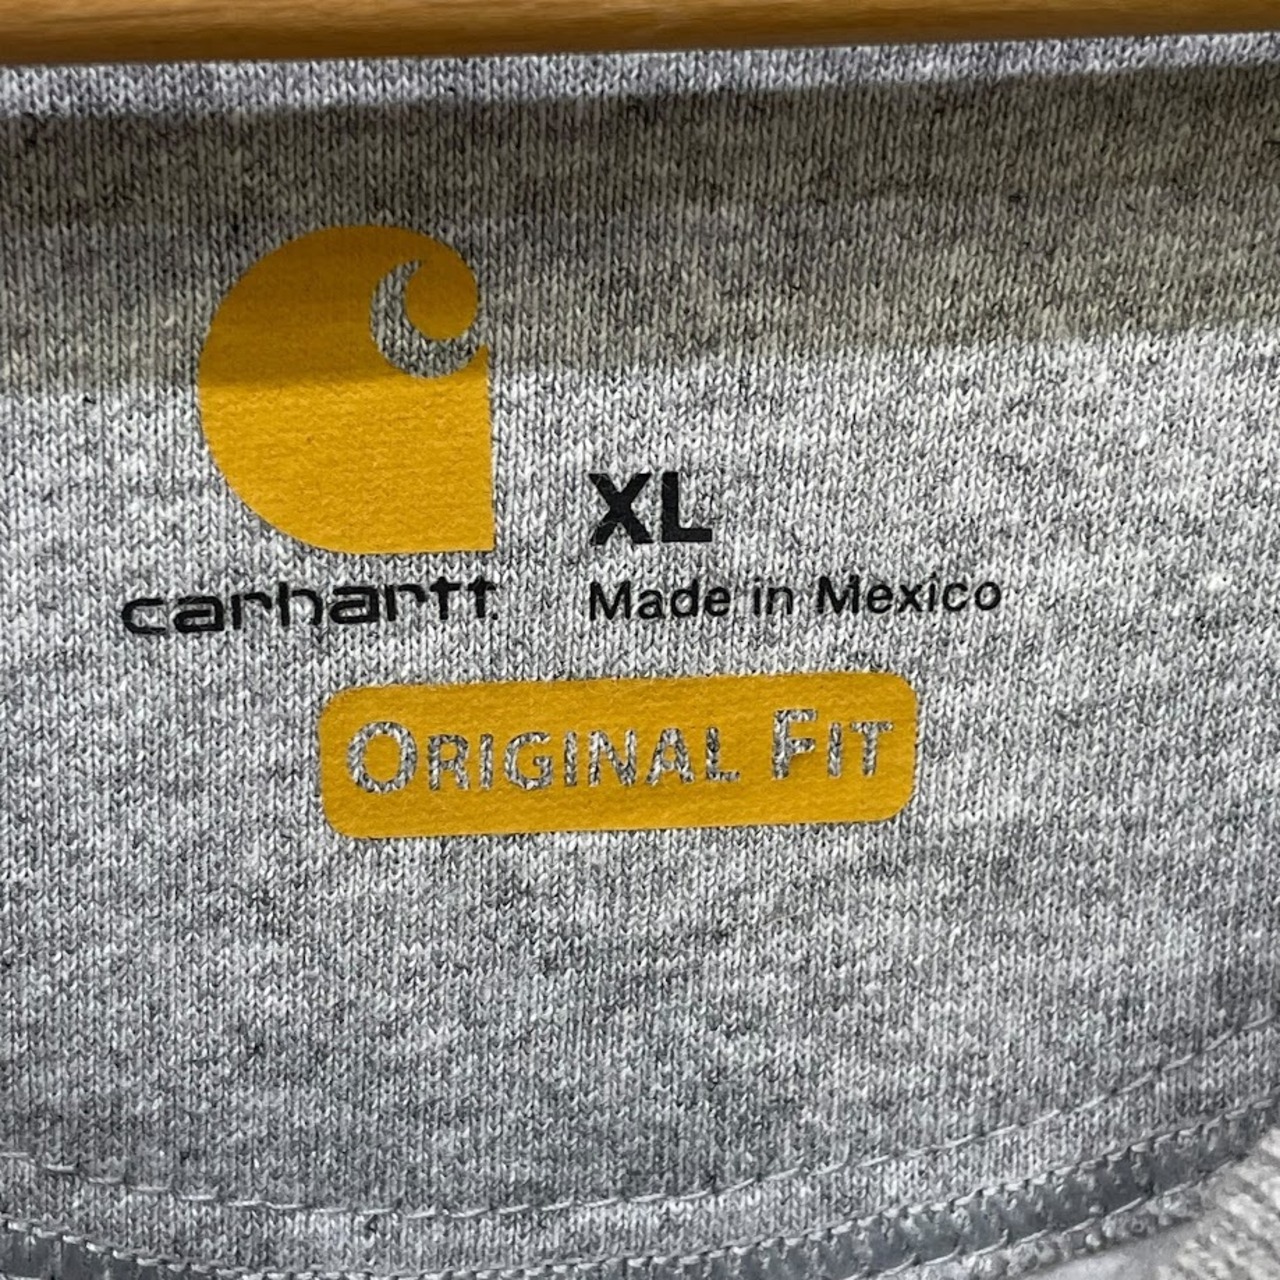 XL
carhartt
Made in Mexico
ORIGINAL FIT